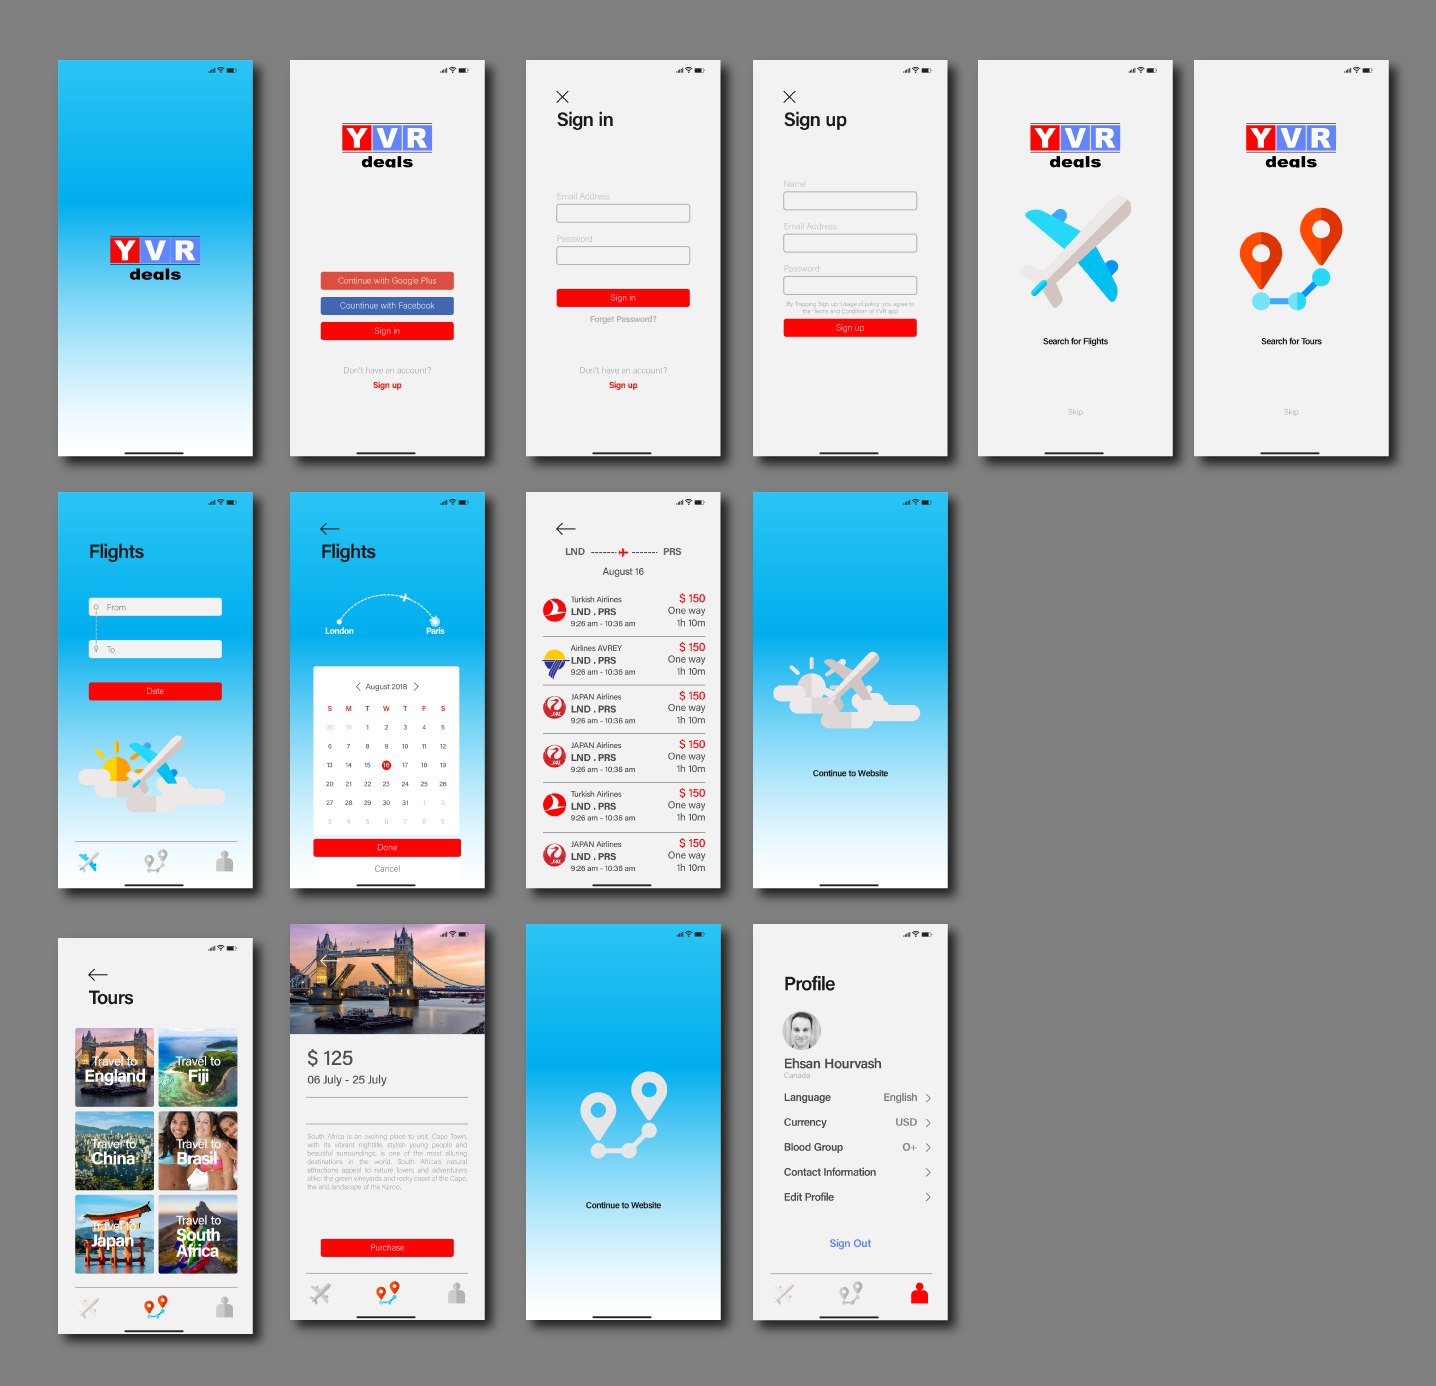 YVR
deals
YVR
deals
Continue with Google Plus
Countinue with Facebook
Sign in
Don't have an account?
Sign up
Sign in
Email Address
Password
Sign in
Forget Password?
Don't have an account?
Sign up
Sign up
Name
Email Address
Password
By Trapping Sign up 'Usage of policy' you agree to
the 'Terms and Condition' of YVR app
Sign up
YVR
deals
Search for Flights
Skip
YVR
deals
Search for Tours
Skip
Flights
From
To
Date
Flights
London
Paris
August 2018
S M T W T F S
30 31 1 2 3 4 5
6 7 8 9 10 11 12
13 14 15 16 17 18 19
20 21 22 23 24 25 26
27 28 29 30 31 1 2
3 4 5 6 7 8 9
Done
Cancel
LND PRS
August 16
Turkish Airlines $ 150
LND . PRS One way
9:26 am - 10:36 am 1h 10m
Airlines AVREY $ 150
LND . PRS One way
9:26 am - 10:36 am 1h 10m
JAPAN Airlines $ 150
LND . PRS One way
9:26 am - 10:36 am 1h 10m
JAPAN Airlines $ 150
LND . PRS One way
9:26 am - 10:36 am 1h 10m
Turkish Airlines $ 150
LND . PRS One way
9:26 am - 10:36 am 1h 10m
JAPAN Airlines $ 150
LND . PRS One way
9:26 am - 10:36 am 1h 10m
Continue to Website
Tours
Travel to
England
Travel to
Fiji
Travel to
China
Travel to
Brasil
Travel to
Japan
Travel to
South
Africa
$ 125
06 July - 25 July
South Africa is an exciting place to visit. Cape Town,
with its vibrant nightlife, stylish young people and
beautiful surroundings, is one of the most alluring
destinations in the world. South Africa's natural
attractions appeal to nature lovers and adventurers
alike: the green vineyards and rocky coast of the Cape,
the arid landscape of the Karoo.
Purchase
Continue to Website
Profile
Ehsan Hourvash
Canada
Language English
Currency USD
Blood Group O+
Contact Information
Edit Profile
Sign Out